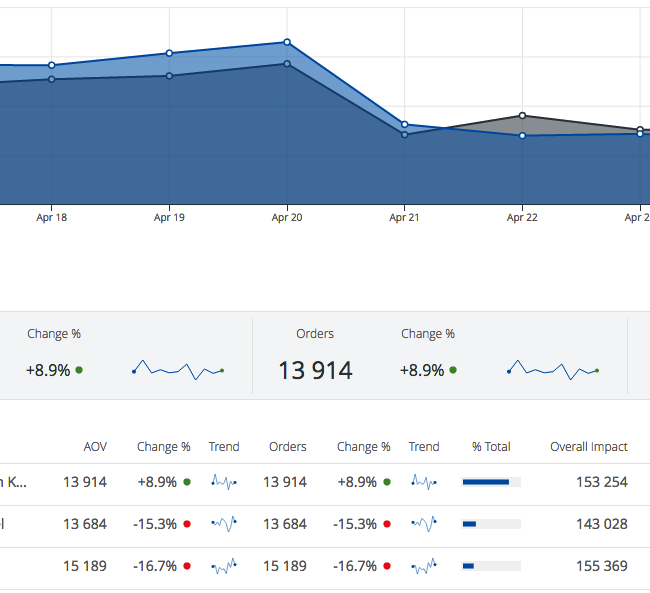 Apr 18 Apr 19 Apr 20 Apr 21 Apr 22 Apr 2
Change % Orders Change %
+8.9% 13 914 +8.9%
AOV Change % Trend Orders Change % Trend % Total Overall Impact
n K... 13 914 +8.9% 13 914 +8.9% 153 254
el 13 684 -15.3% 13 684 -15.3% 143 028
15 189 -16.7% 15 189 -16.7% 155 369